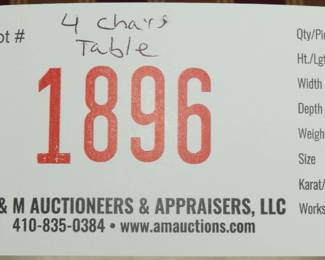 ot # 4 chairs Qty/Pie
Table Ht./Lgt
1896 Width
Depth
Weigh
Size
& M AUCTIONEERS & APPRAISERS, LLC Karat/
410-835-0384 • www.amauctions.com Works